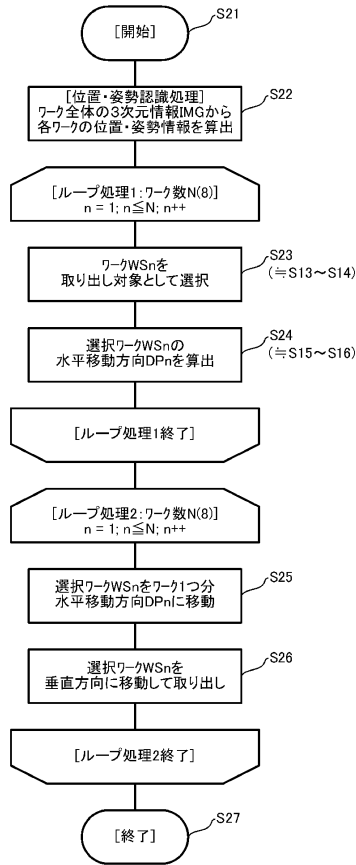 [開始]
S21
[位置・姿勢認識処理]
ワーク全体の3次元情報IMGから
各ワークの位置・姿勢情報を算出
S22
[ループ処理1:ワーク数N(8)]
n = 1; n≦N; n++
ワークWSnを
取り出し対象として選択
S23
(≒S13～S14)
選択ワークWSnの
水平移動方向DPnを算出
S24
(≒S15～S16)
[ループ処理1終了]
[ループ処理2:ワーク数N(8)]
n = 1; n≦N; n++
選択ワークWSnをワーク1つ分
水平移動方向DPnに移動
S25
選択ワークWSnを
垂直方向に移動して取り出し
S26
[ループ処理2終了]
[終了]
S27